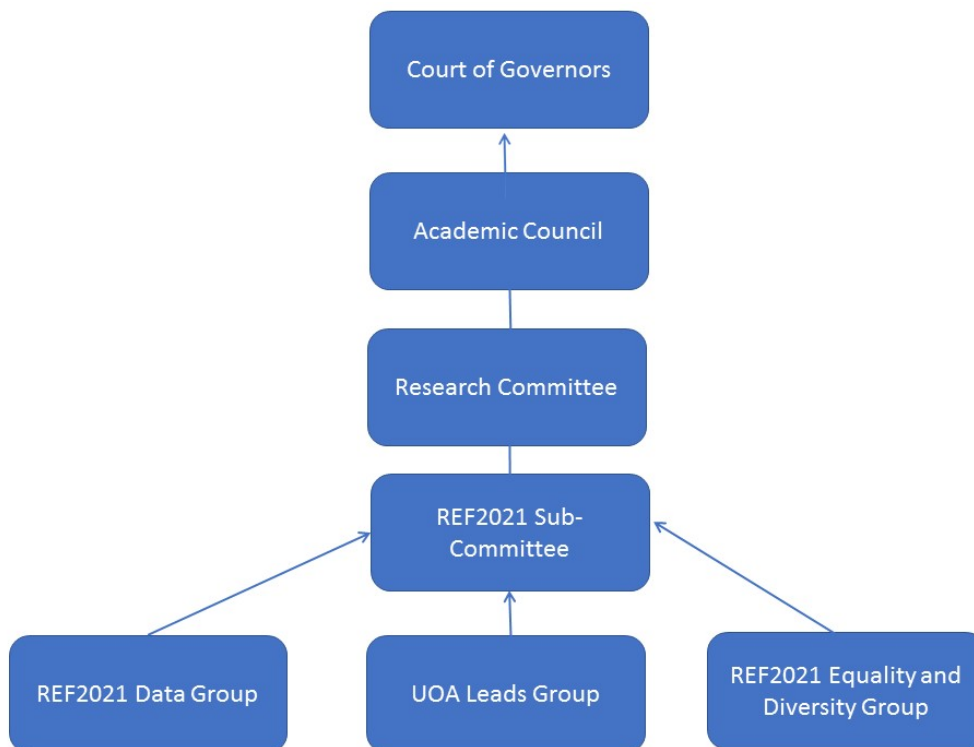 Court of Governors
Academic Council
Research Committee
REF2021 Sub-
Committee
REF2021 Data Group
UOA Leads Group
REF2021 Equality and
Diversity Group